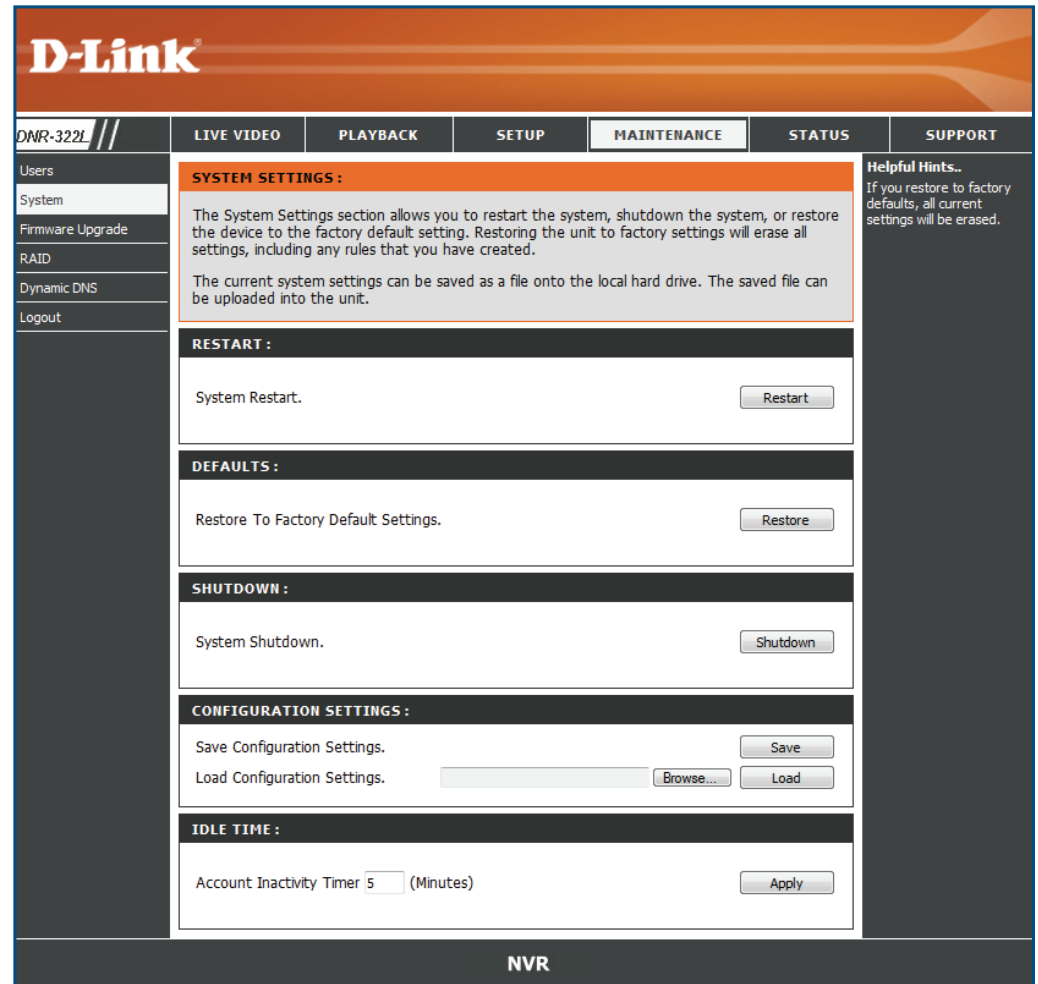 D-Link®
DNR-322L
LIVE VIDEO
PLAYBACK
SETUP
MAINTENANCE
STATUS
SUPPORT
Users
System
Firmware Upgrade
RAID
Dynamic DNS
Logout
SYSTEM SETTINGS :
The System Settings section allows you to restart the system, shutdown the system, or restore
the device to the factory default setting. Restoring the unit to factory settings will erase all
settings, including any rules that you have created.
The current system settings can be saved as a file onto the local hard drive. The saved file can
be uploaded into the unit.
RESTART :
System Restart.
Restart
DEFAULTS :
Restore To Factory Default Settings.
Restore
SHUTDOWN :
System Shutdown.
Shutdown
CONFIGURATION SETTINGS :
Save Configuration Settings.
Save
Load Configuration Settings.
Browse...
Load
IDLE TIME :
Account Inactivity Timer 5 (Minutes)
Apply
Helpful Hints..
If you restore to factory
defaults, all current
settings will be erased.
NVR